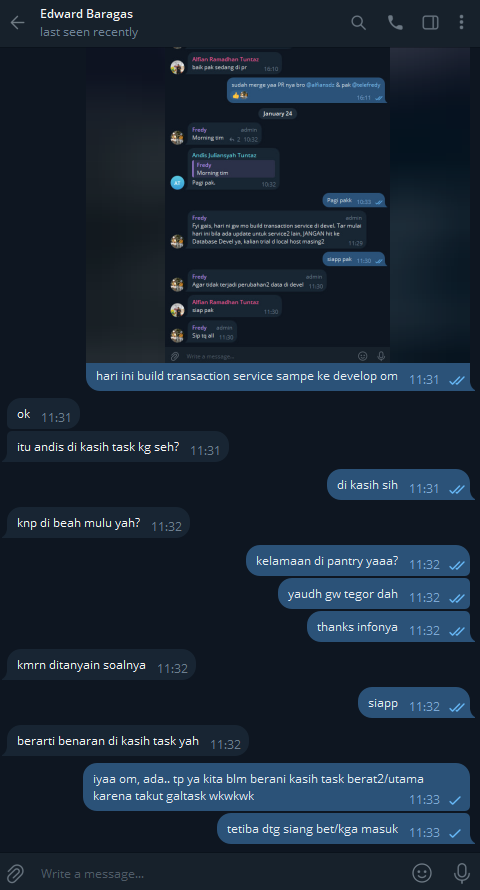 Edward Baragas
last seen recently
Alfian Ramadhan Tuntas
baik pak sedang di pr 16:10
sudah merge yaa PR nya bro @alfiansdz & pak @telefredy
16:11
January 24
Fredy admin
Morning tim 2 10:32
Andis Juliansyah Tuntaz
Fredy
Morning tim
AT
Pagi pak. 10:32
Pagi pakk 10:33
Fredy admin
Fyi gais, hari ni gw mo build transaction service di devel. Tar mulai
hari ini bila ada update untuk service2 lain, JANGAN hit ke
Database Devel ya, kalian trial d local host masing2
11:29
siapp pak 11:30
Fredy admin
Agar tidak terjadi perubahan2 data di devel 11:30
Alfian Ramadhan Tuntaz
siap pak 11:30
Fredy admin
Sip tq all 11:30
Write a message...
hari ini build transaction service sampe ke develop om 11:31
ok 11:31
itu andis di kasih task kg seh? 11:31
di kasih sih 11:31
knp di beah mulu yah? 11:32
kelamaan di pantry yaaa? 11:32
yaudh gw tegor dah 11:32
thanks infonya 11:32
kmrn ditanyain soalnya 11:32
siapp 11:32
berarti benaran di kasih task yah 11:32
iyaa om, ada.. tp ya kita blm berani kasih task berat2/utama
karena takut galtask wkwkwk 11:33
tetiba dtg siang bet/kga masuk 11:33
Write a message...